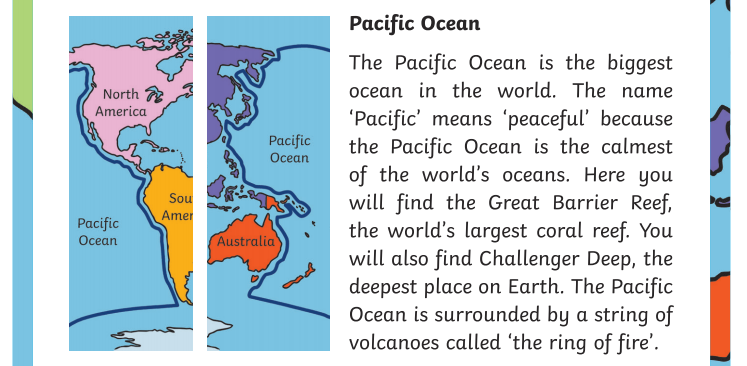 North
America
Pacific
Ocean
Pacific
Ocean
Australia
Pacific Ocean
The Pacific Ocean is the biggest
ocean in the world. The name
‘Pacific’ means ‘peaceful’ because
the Pacific Ocean is the calmest
of the world’s oceans. Here you
will find the Great Barrier Reef,
the world’s largest coral reef. You
will also find Challenger Deep, the
deepest place on Earth. The Pacific
Ocean is surrounded by a string of
volcanoes called ‘the ring of fire’.